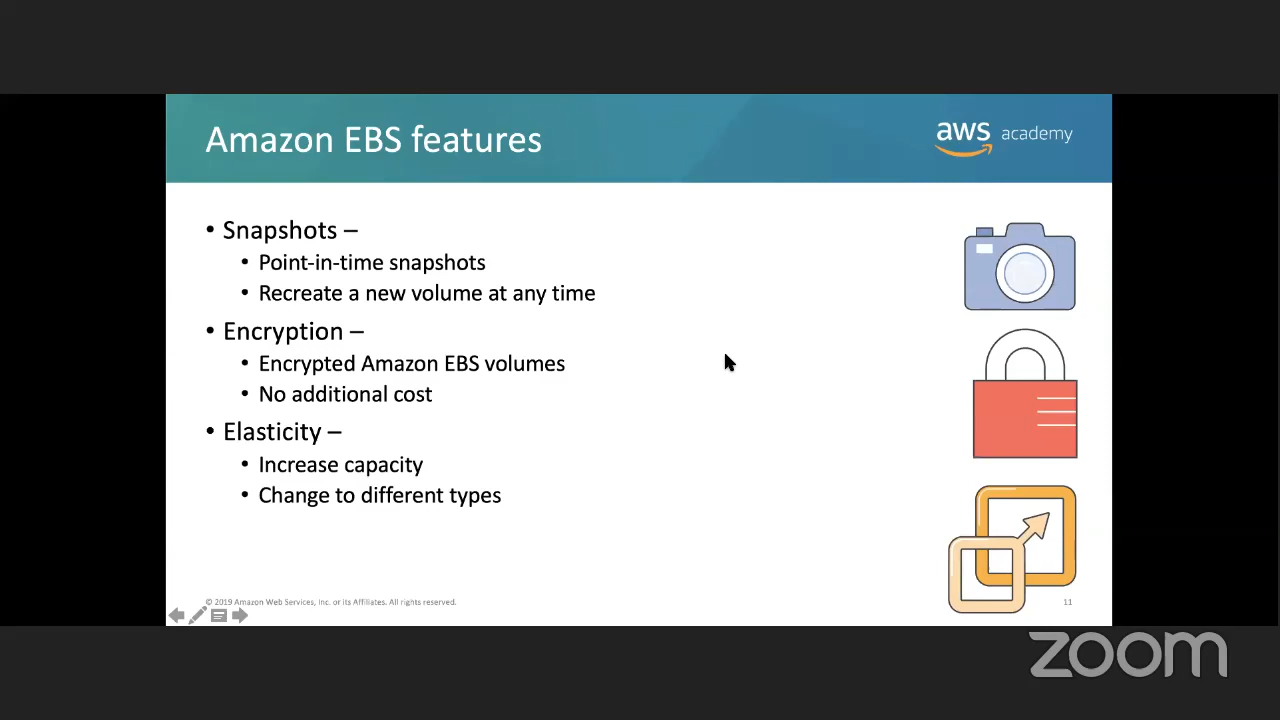 Amazon EBS features
aws academy
• Snapshots –
• Point-in-time snapshots
• Recreate a new volume at any time
• Encryption –
• Encrypted Amazon EBS volumes
• No additional cost
• Elasticity –
• Increase capacity
• Change to different types
© 2019 Amazon Web Services, Inc. or its Affiliates. All rights reserved.
11
zoom